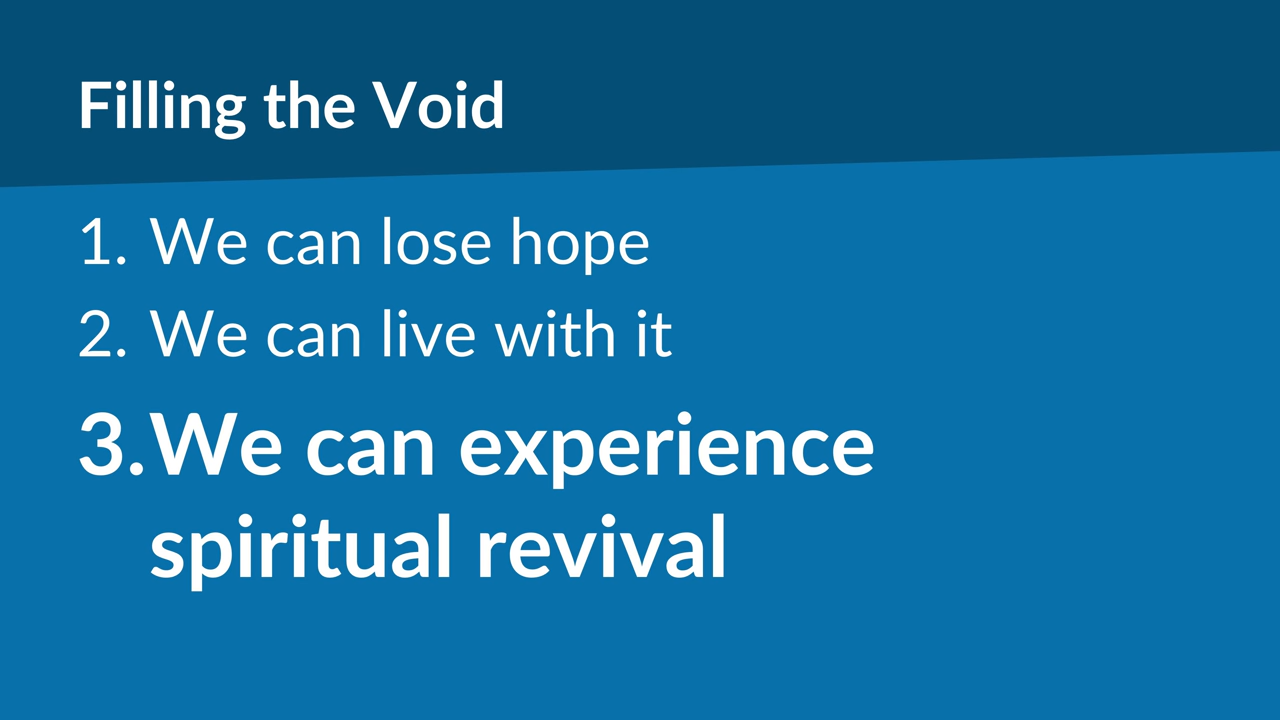 Filling the Void
1. We can lose hope
2. We can live with it
3. We can experience
spiritual revival